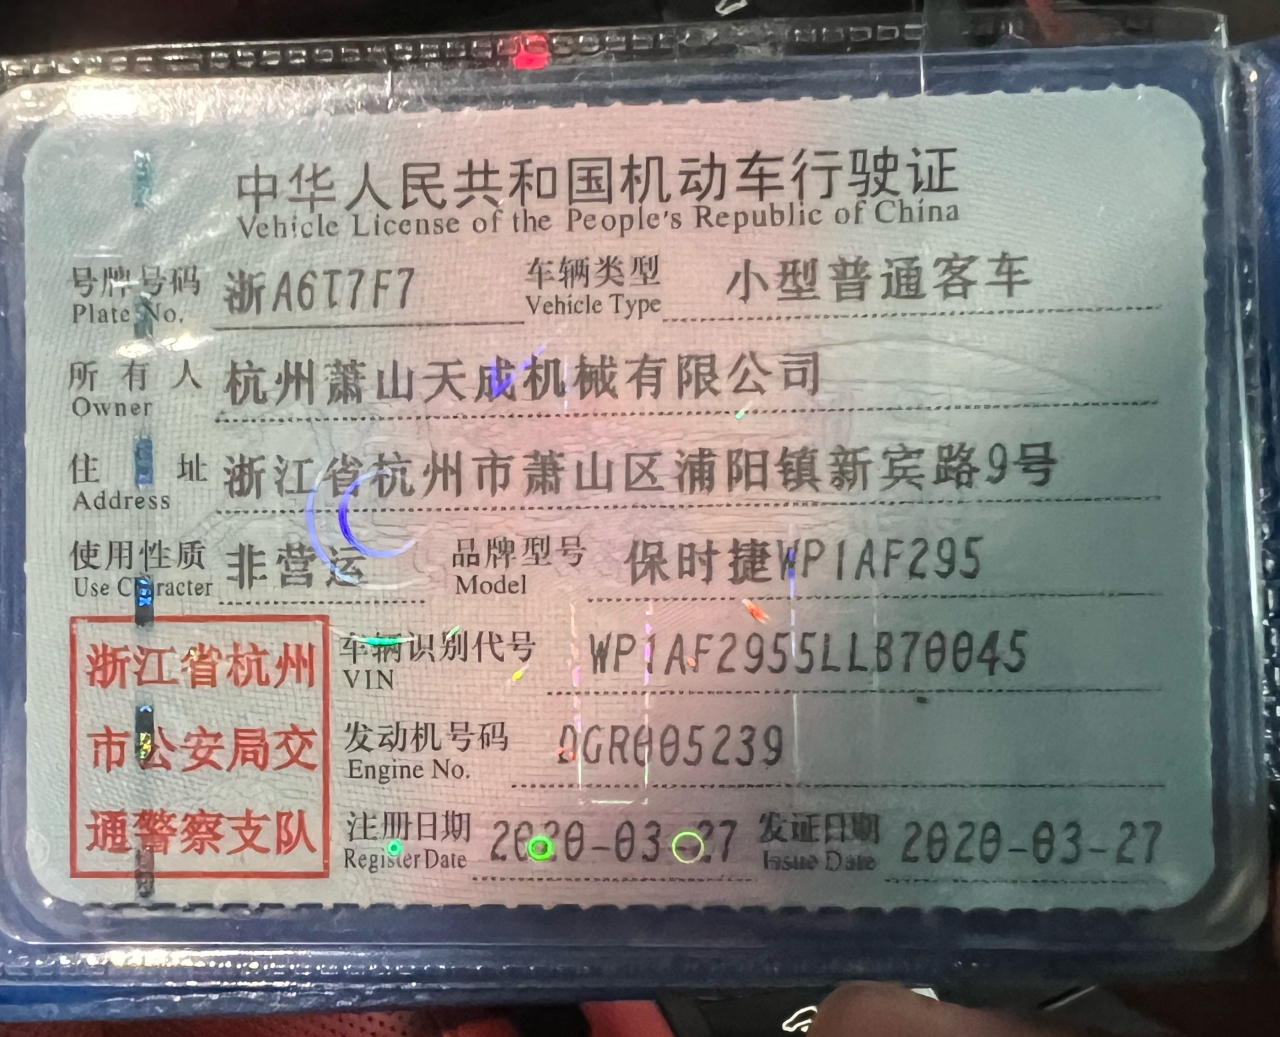 中华人民共和国机动车行驶证
Vehicle License of the People's Republic of China
号牌号码 浙A6T7F7 车辆类型 小型普通客车
Plate No. Vehicle Type
所有人 杭州萧山天成机械有限公司
Owner
住址 浙江省杭州市萧山区浦阳镇新宾路9号
Address
使用性质 非营运 品牌型号 保时捷WP1AF295
Use Character Model
浙江省杭州
市公安局交
通警察支队
车辆识别代号 WP1AF2955LLB70045
VIN
发动机号码 DGR005239
Engine No.
注册日期 2020-03-27 发证日期 2020-03-27
Register Date Issue Date